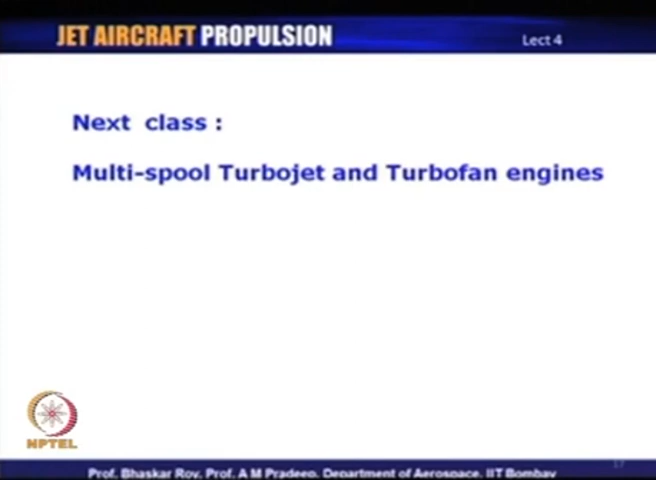 JET AIRCRAFT PROPULSION
Lect 4
Next class :
Multi-spool Turbojet and Turbofan engines
NPTEL
17
Prof. Bhaskar Roy, Prof. A M Pradeep, Department of Aerospace, IIT Bombay